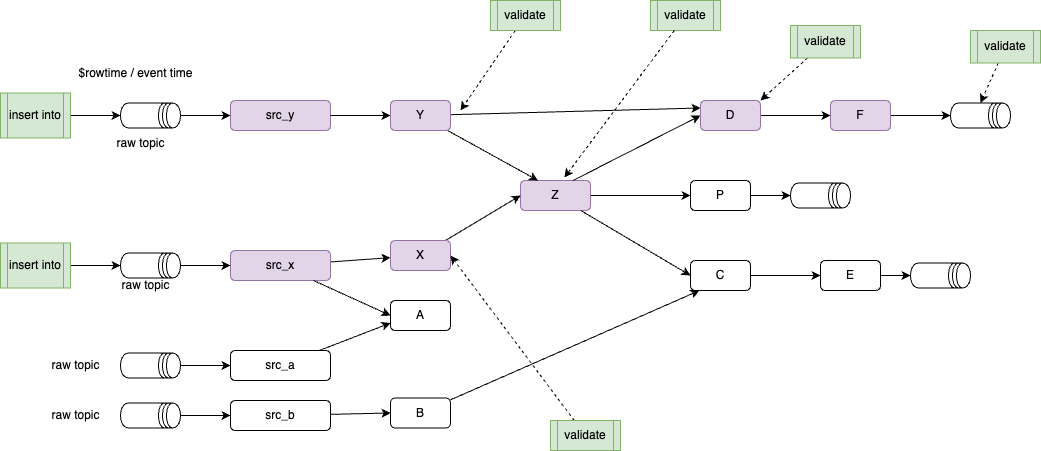 validate
validate
validate
validate
$rowtime / event time
insert into
src_y
Y
D
F
raw topic
Z
P
insert into
src_x
X
C
E
raw topic
A
raw topic
src_a
raw topic
src_b
B
validate